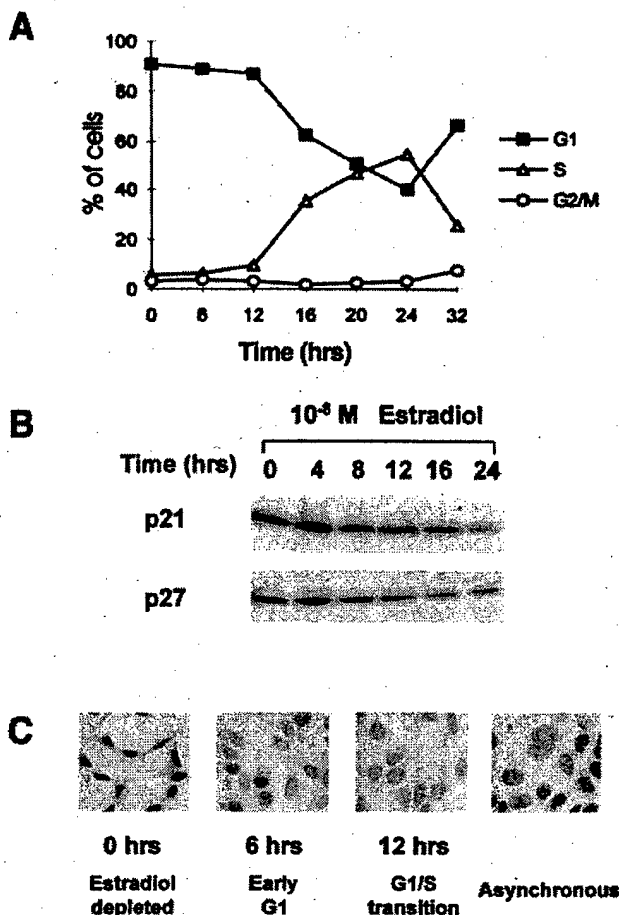 A
100
80
60
40
20
0
% of cells
0 6 12 16 20 24 32
Time (hrs)
G1
S
G2/M
B
10⁻⁸ M Estradiol
Time (hrs) 0 4 8 12 16 24
p21
p27
C
0 hrs 6 hrs 12 hrs
Estradiol depleted
Early G1
G1/S transition
Asynchronous